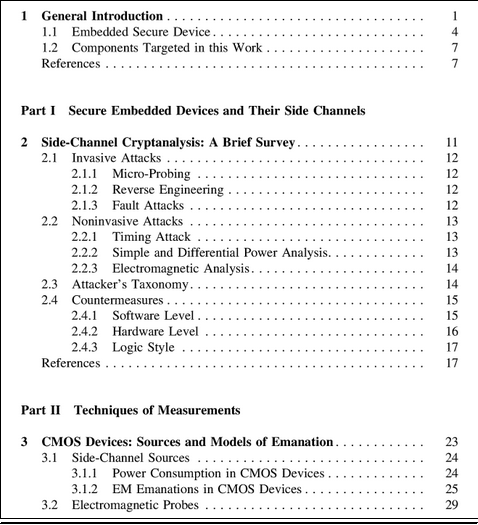 1 General Introduction . . . . . . . . . . . . . . . . . . . . . . . . . . . . . . . . . 1
1.1 Embedded Secure Device . . . . . . . . . . . . . . . . . . . . . . . . . . . 4
1.2 Components Targeted in this Work . . . . . . . . . . . . . . . . . . . . 7
References . . . . . . . . . . . . . . . . . . . . . . . . . . . . . . . . . . . . . . . . . 7
Part I Secure Embedded Devices and Their Side Channels
2 Side-Channel Cryptanalysis: A Brief Survey . . . . . . . . . . . . . . . . 11
2.1 Invasive Attacks . . . . . . . . . . . . . . . . . . . . . . . . . . . . . . . . . 12
2.1.1 Micro-Probing . . . . . . . . . . . . . . . . . . . . . . . . . . . . . 12
2.1.2 Reverse Engineering . . . . . . . . . . . . . . . . . . . . . . . . . 12
2.1.3 Fault Attacks . . . . . . . . . . . . . . . . . . . . . . . . . . . . . . 12
2.2 Noninvasive Attacks . . . . . . . . . . . . . . . . . . . . . . . . . . . . . . 13
2.2.1 Timing Attack . . . . . . . . . . . . . . . . . . . . . . . . . . . . . 13
2.2.2 Simple and Differential Power Analysis. . . . . . . . . . . . . 13
2.2.3 Electromagnetic Analysis . . . . . . . . . . . . . . . . . . . . . . 14
2.3 Attacker's Taxonomy . . . . . . . . . . . . . . . . . . . . . . . . . . . . . . 14
2.4 Countermeasures . . . . . . . . . . . . . . . . . . . . . . . . . . . . . . . . . 15
2.4.1 Software Level . . . . . . . . . . . . . . . . . . . . . . . . . . . . . 15
2.4.2 Hardware Level . . . . . . . . . . . . . . . . . . . . . . . . . . . . 16
2.4.3 Logic Style . . . . . . . . . . . . . . . . . . . . . . . . . . . . . . . 17
References . . . . . . . . . . . . . . . . . . . . . . . . . . . . . . . . . . . . . . . . . 17
Part II Techniques of Measurements
3 CMOS Devices: Sources and Models of Emanation . . . . . . . . . . . . 23
3.1 Side-Channel Sources . . . . . . . . . . . . . . . . . . . . . . . . . . . . . 24
3.1.1 Power Consumption in CMOS Devices . . . . . . . . . . . . . 24
3.1.2 EM Emanations in CMOS Devices . . . . . . . . . . . . . . . . 25
3.2 Electromagnetic Probes . . . . . . . . . . . . . . . . . . . . . . . . . . . . 29